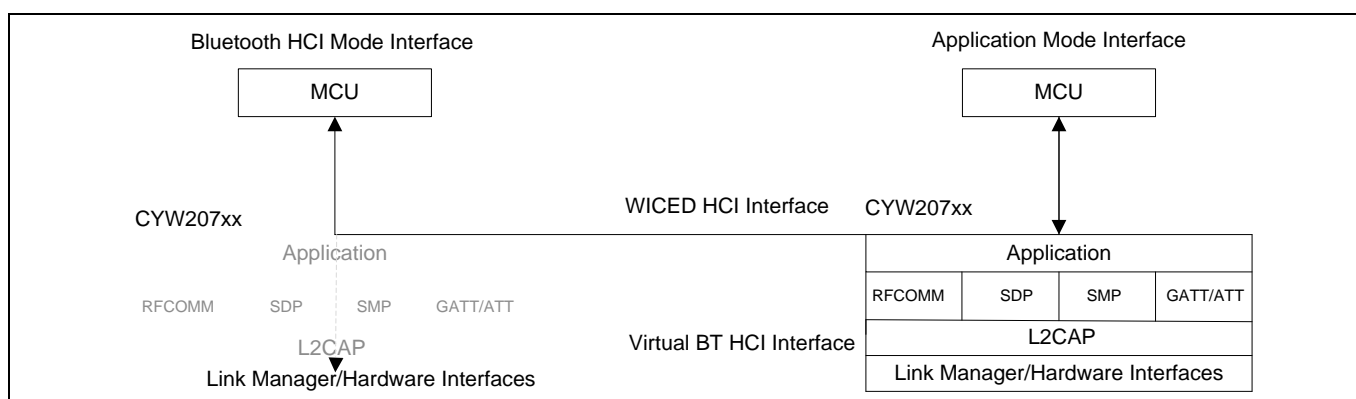 Bluetooth HCI Mode Interface
Application Mode Interface
MCU
MCU
WICED HCI Interface
CYW207xx
CYW207xx
Application
Application
RFCOMM
SDP
SMP
GATT/ATT
RFCOMM
SDP
SMP
GATT/ATT
Virtual BT HCI Interface
L2CAP
L2CAP
Link Manager/Hardware Interfaces
Link Manager/Hardware Interfaces